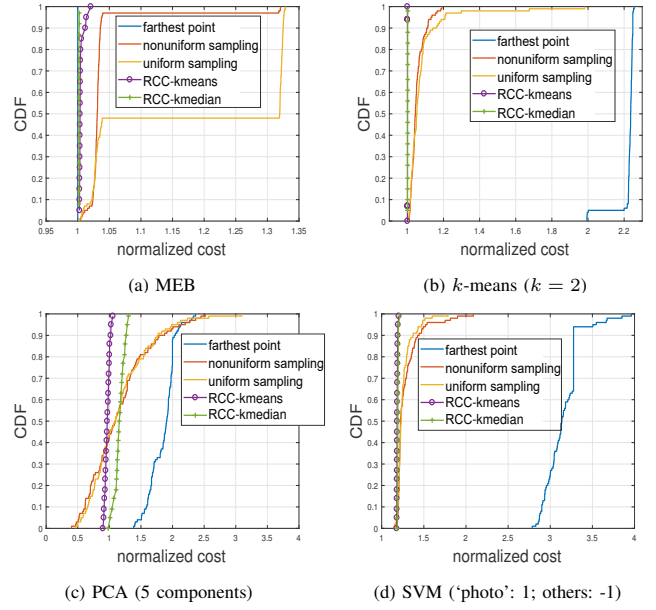 1
0.9
0.8
0.7
0.6
0.5
0.4
0.3
0.2
0.1
0
CDF
farthest point
nonuniform sampling
uniform sampling
RCC-kmeans
RCC-kmedian
1 1.05 1.1 1.15 1.2 1.25 1.3 1.35
normalized cost
(a) MEB
1
0.9
0.8
0.7
0.6
0.5
0.4
0.3
0.2
0.1
0
CDF
farthest point
nonuniform sampling
uniform sampling
RCC-kmeans
RCC-kmedian
1 1.2 1.4 1.6 1.8 2 2.2
normalized cost
(b) k-means (k = 2)
1
0.9
0.8
0.7
0.6
0.5
0.4
0.3
0.2
0.1
0
CDF
farthest point
nonuniform sampling
uniform sampling
RCC-kmeans
RCC-kmedian
0 0.5 1 1.5 2 2.5 3 3.5 4
normalized cost
(c) PCA (5 components)
1
0.9
0.8
0.7
0.6
0.5
0.4
0.3
0.2
0.1
0
CDF
farthest point
nonuniform sampling
uniform sampling
RCC-kmeans
RCC-kmedian
1 1.5 2 2.5 3 3.5 4
normalized cost
(d) SVM (‘photo’: 1; others: -1)